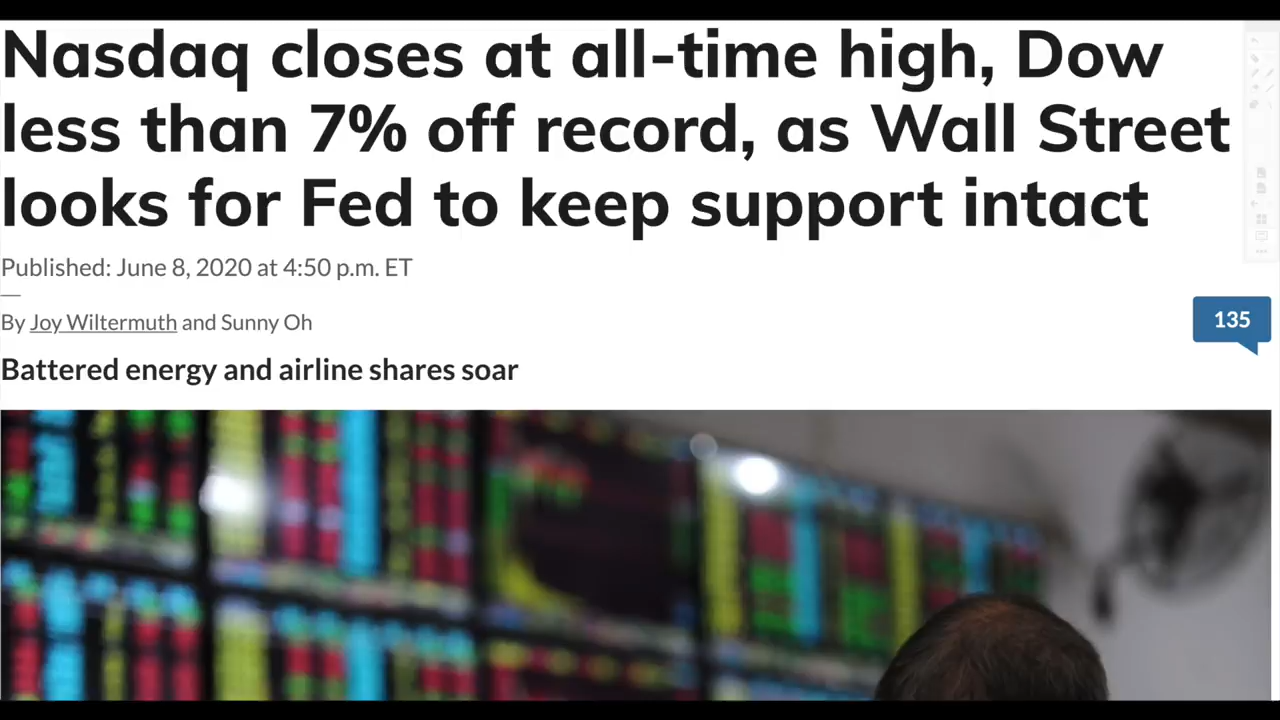 Nasdaq closes at all-time high, Dow
less than 7% off record, as Wall Street
looks for Fed to keep support intact
Published: June 8, 2020 at 4:50 p.m. ET
By Joy Wiltermuth and Sunny Oh
135
Battered energy and airline shares soar